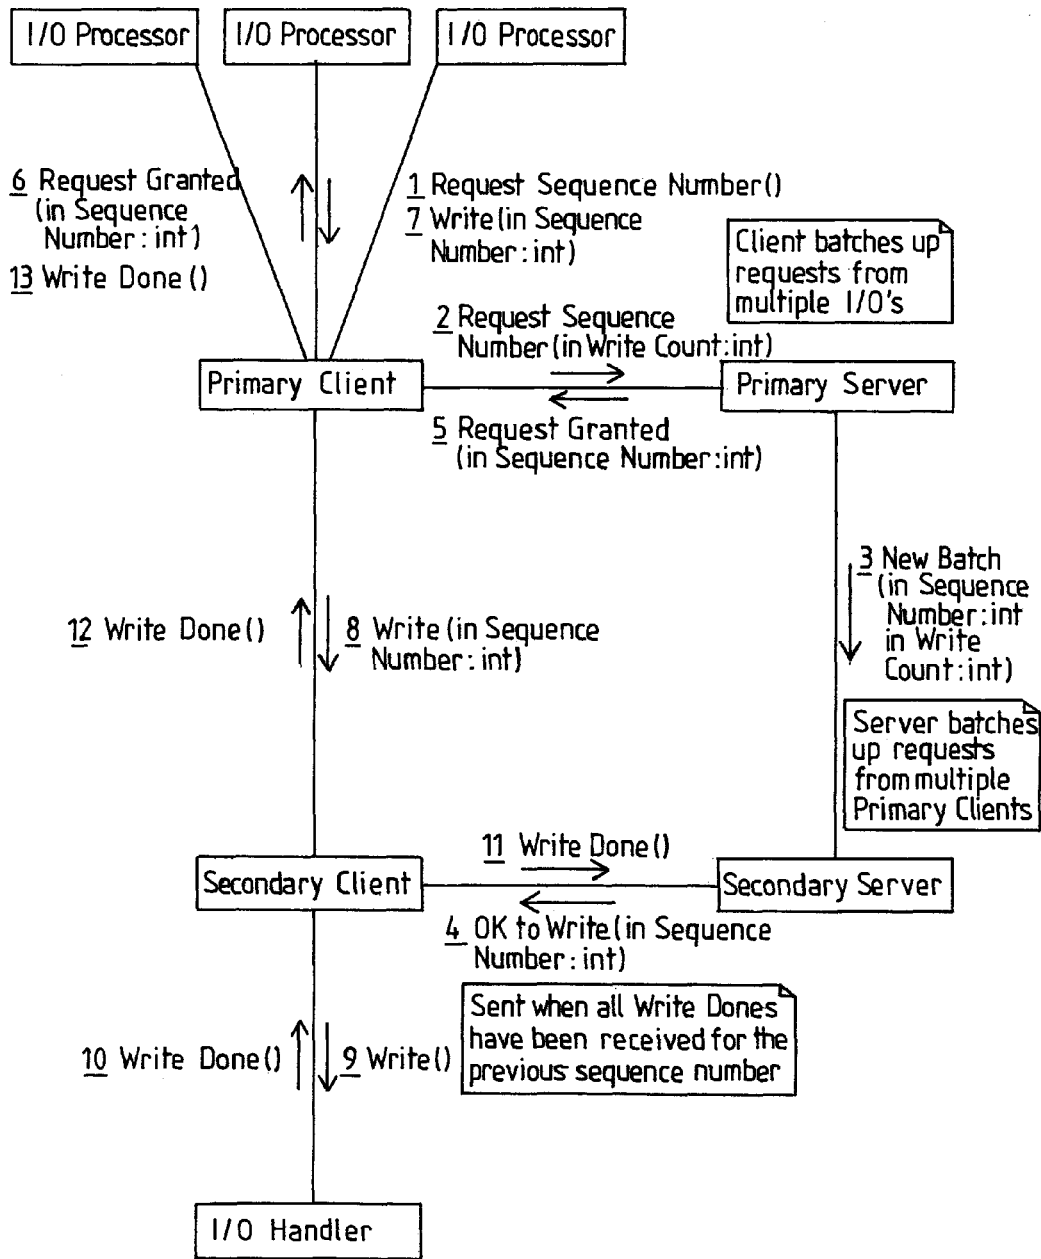 I/O Processor
I/O Processor
I/O Processor
6 Request Granted
(in Sequence
Number: int)
13 Write Done()
1 Request Sequence Number()
7 Write(in Sequence
Number: int)
Client batches up
requests from
multiple I/O's
2 Request Sequence
Number(in Write Count:int)
Primary Client
Primary Server
5 Request Granted
(in Sequence Number:int)
3 New Batch
(in Sequence
Number:int
in Write
Count:int)
12 Write Done()
8 Write(in Sequence
Number: int)
Server batches
up requests
from multiple
Primary Clients
11 Write Done()
Secondary Client
Secondary Server
4 OK to Write(in Sequence
Number: int)
Sent when all Write Dones
have been received for the
previous sequence number
10 Write Done()
9 Write()
I/O Handler